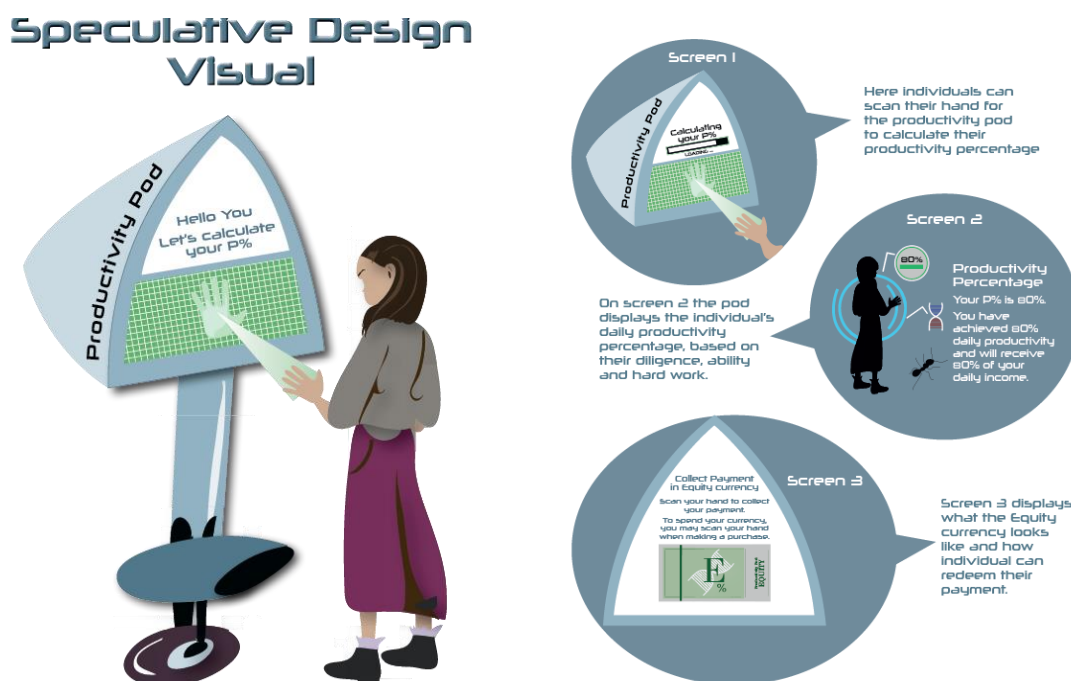 Speculative Design
Visual
Productivity Pod
Hello You
Let's calculate
your P%
Screen 1
Productivity Pod
Calculating
your P%
LOADING...
Here individuals can
scan their hand for
the productivity pod
to calculate their
productivity percentage
Screen 2
80%
Productivity
Percentage
Your P% is 80%.
You have
achieved 80%
daily productivity
and will receive
80% of your
daily income.
On screen 2 the pod
displays the individual's
daily productivity
percentage, based on
their diligence, ability
and hard work.
Screen 3
Collect Payment
in Equity currency
Scan your hand to collect
your payment.
To spend your currency,
you may scan your hand
when making a purchase.
E
%
EQUITY
Screen 3 displays
what the Equity
currency looks
like and how
individual can
redeem their
payment.